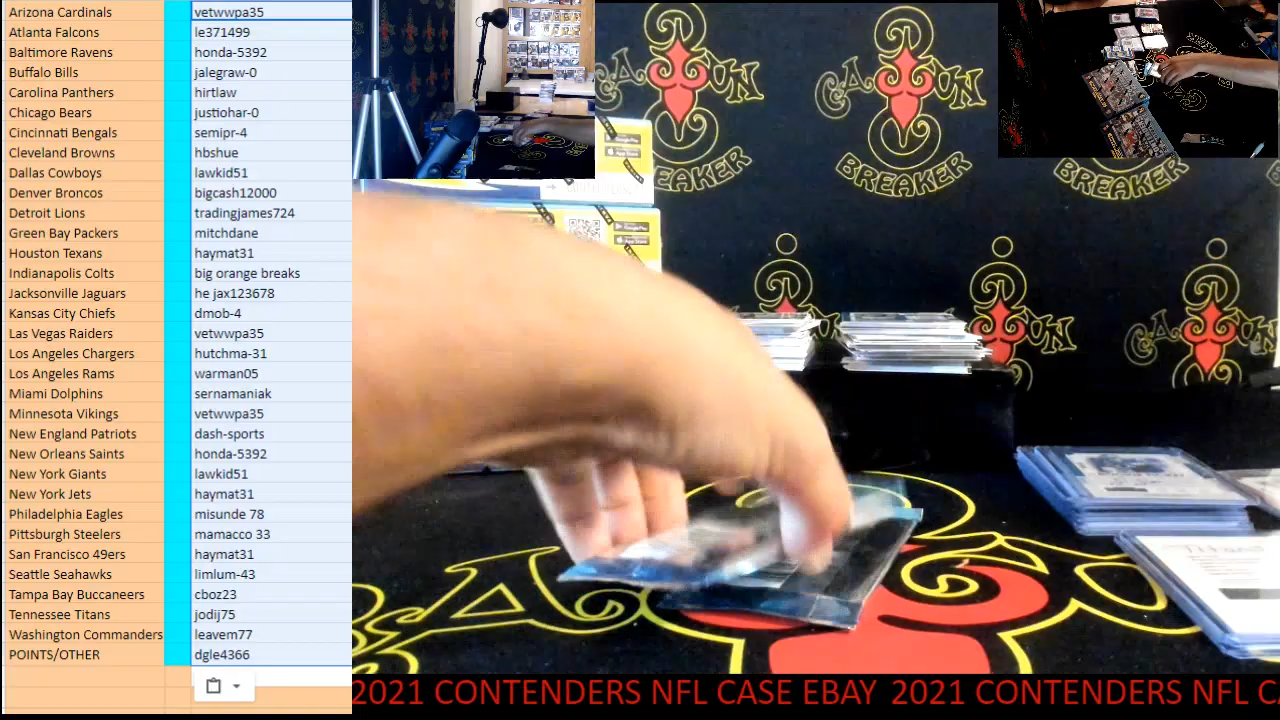 Arizona Cardinals vetwwpa35
Atlanta Falcons le371499
Baltimore Ravens honda-5392
Buffalo Bills jalegraw-0
Carolina Panthers hirtlaw
Chicago Bears justiohar-0
Cincinnati Bengals semipr-4
Cleveland Browns hbshue
Dallas Cowboys lawkid51
Denver Broncos bigcash12000
Detroit Lions tradingjames724
Green Bay Packers mitchdane
Houston Texans haymat31
Indianapolis Colts big orange breaks
Jacksonville Jaguars he jax123678
Kansas City Chiefs dmob-4
Las Vegas Raiders vetwwpa35
Los Angeles Chargers hutchma-31
Los Angeles Rams warman05
Miami Dolphins sernamaniak
Minnesota Vikings vetwwpa35
New England Patriots dash-sports
New Orleans Saints honda-5392
New York Giants lawkid51
New York Jets haymat31
Philadelphia Eagles misunde 78
Pittsburgh Steelers mamacco 33
San Francisco 49ers haymat31
Seattle Seahawks limlum-43
Tampa Bay Buccaneers cboz23
Tennessee Titans jodij75
Washington Commanders leavem77
POINTS/OTHER dgle4366
BREAKER
BREAKER
2021 CONTENDERS NFL CASE EBAY 2021 CONTENDERS NFL C